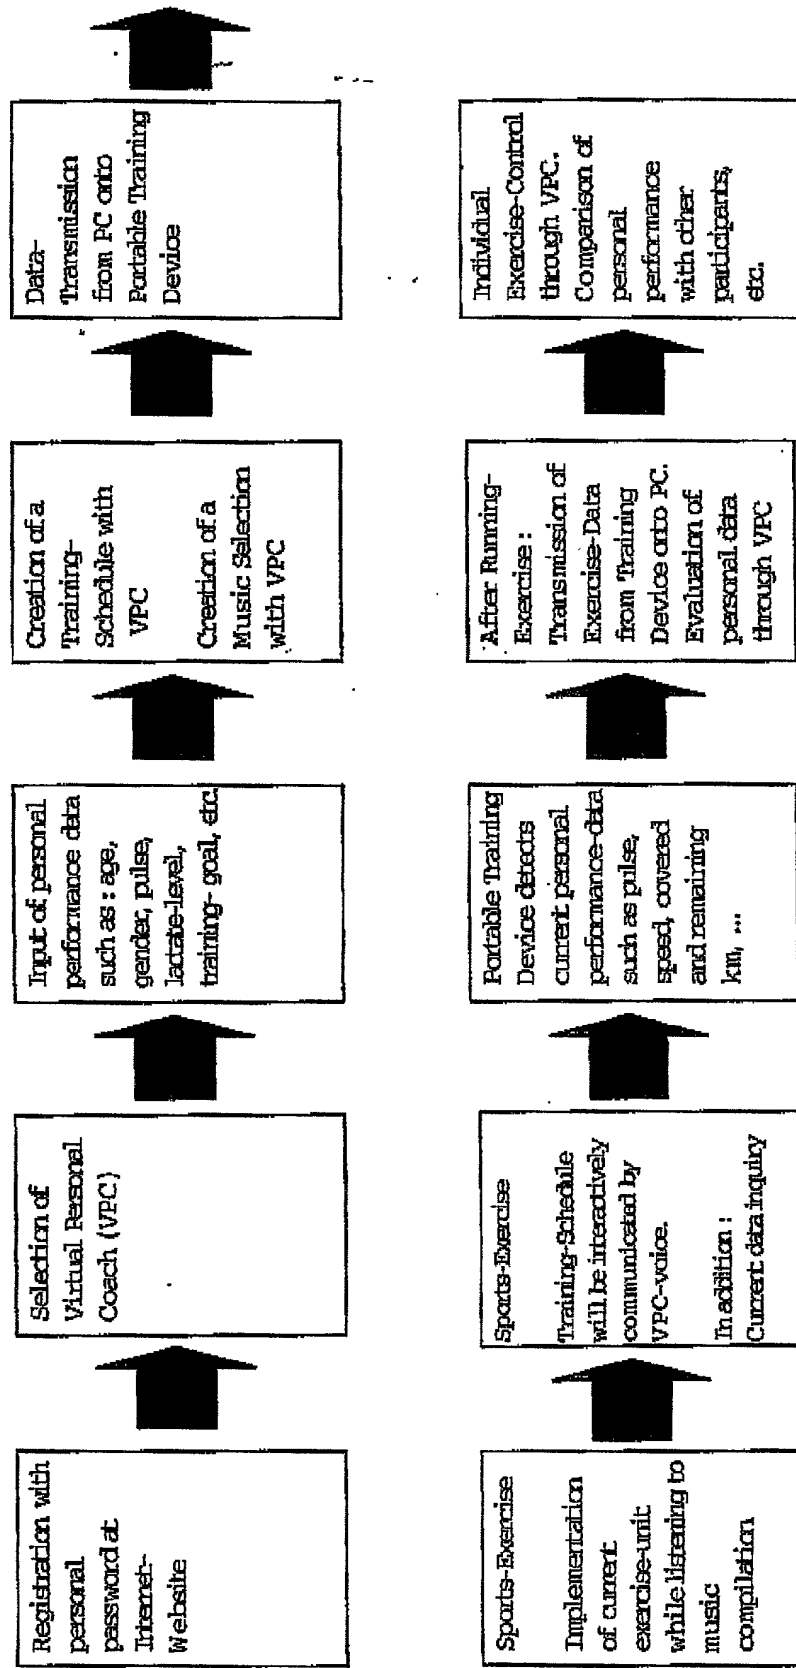 Registration with
personal
password at
Internet-
Website
Selection of
Virtual Personal
Coach (VPC)
Input of personal
performance data
such as : age,
gender, pulse,
lactate-level,
training- goal, etc.
Creation of a
Training-
Schedule with
VPC
Creation of a
Music Selection
with VPC
Data-
Transmission
from PC onto
Portable Training
Device
Sports-Exercise
Implementation
of current
exercise-unit
while listening to
music
compilation
Sports-Exercise
Training-Schedule
will be interactively
communicated by
VPC-voice.
In addition :
Current data inquiry
Portable Training
Device detects
current personal
performance-data
such as pulse,
speed, covered
and remaining
km, ...
After Running-
Exercise :
Transmission of
Exercise-Data
from Training
Device onto PC.
Evaluation of
personal data
through VPC
Individual
Exercise-Control
through VPC.
Comparison of
personal
performance
with other
participants,
etc.